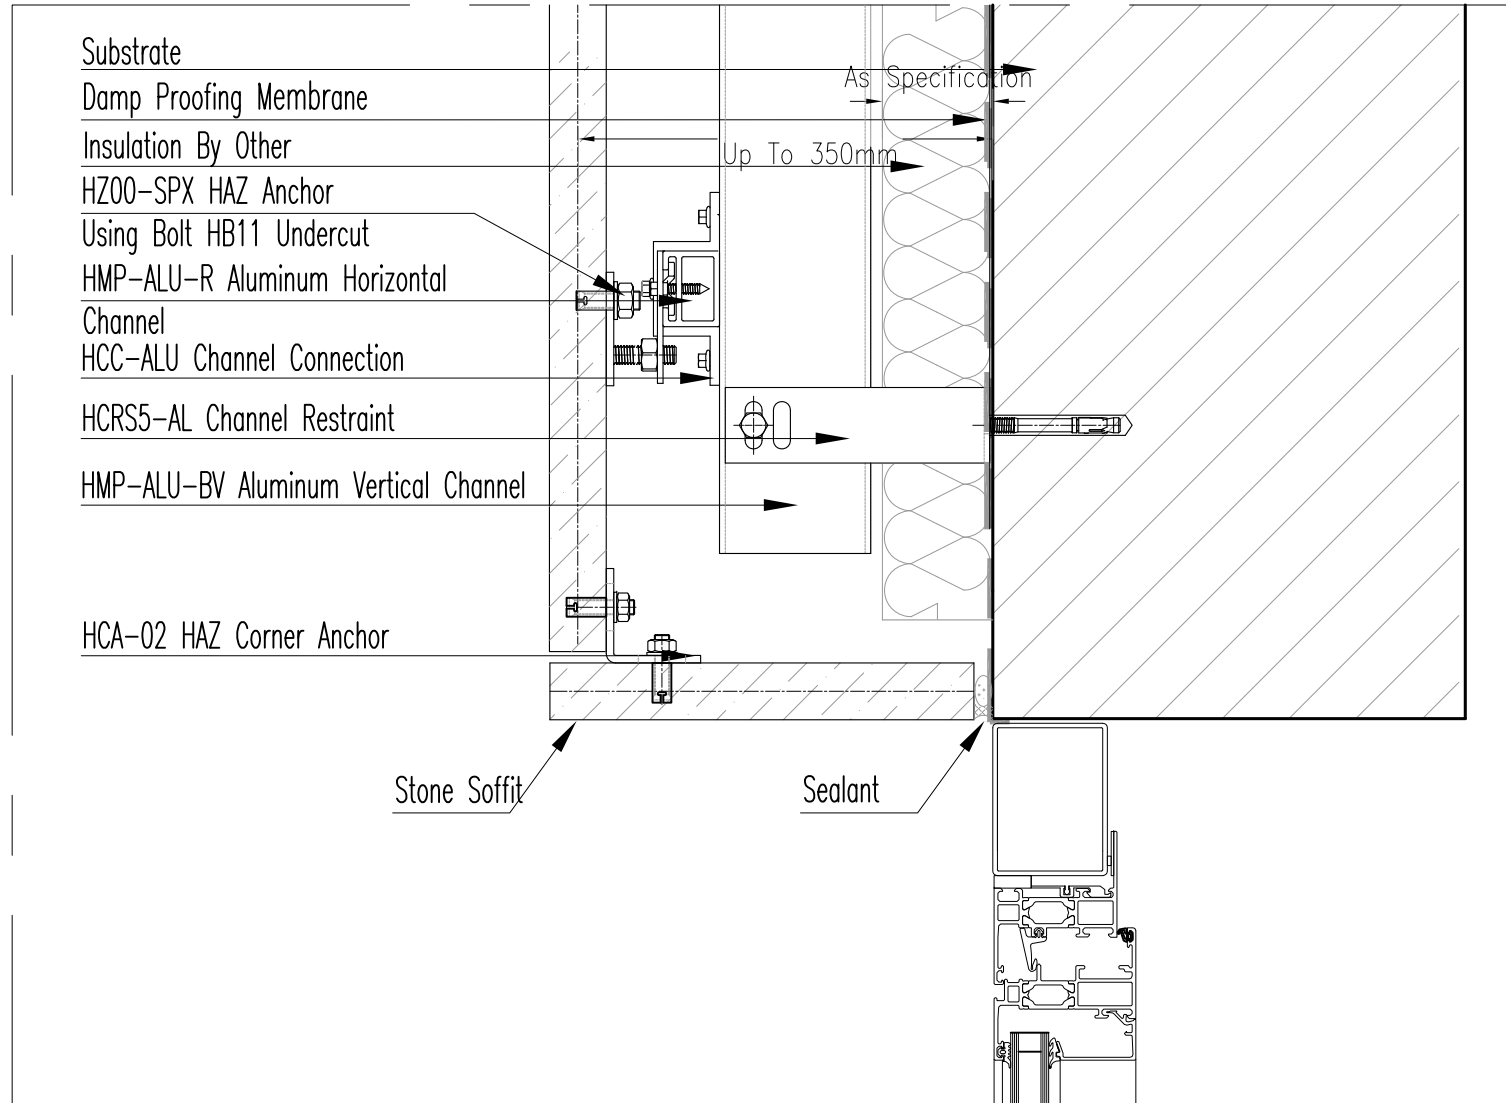 Substrate
As Specification
Damp Proofing Membrane
Insulation By Other
Up To 350mm
HZ00-SPX HAZ Anchor
Using Bolt HB11 Undercut
HMP-ALU-R Aluminum Horizontal
Channel
HCC-ALU Channel Connection
HCRS5-AL Channel Restraint
HMP-ALU-BV Aluminum Vertical Channel
HCA-02 HAZ Corner Anchor
Stone Soffit
Sealant